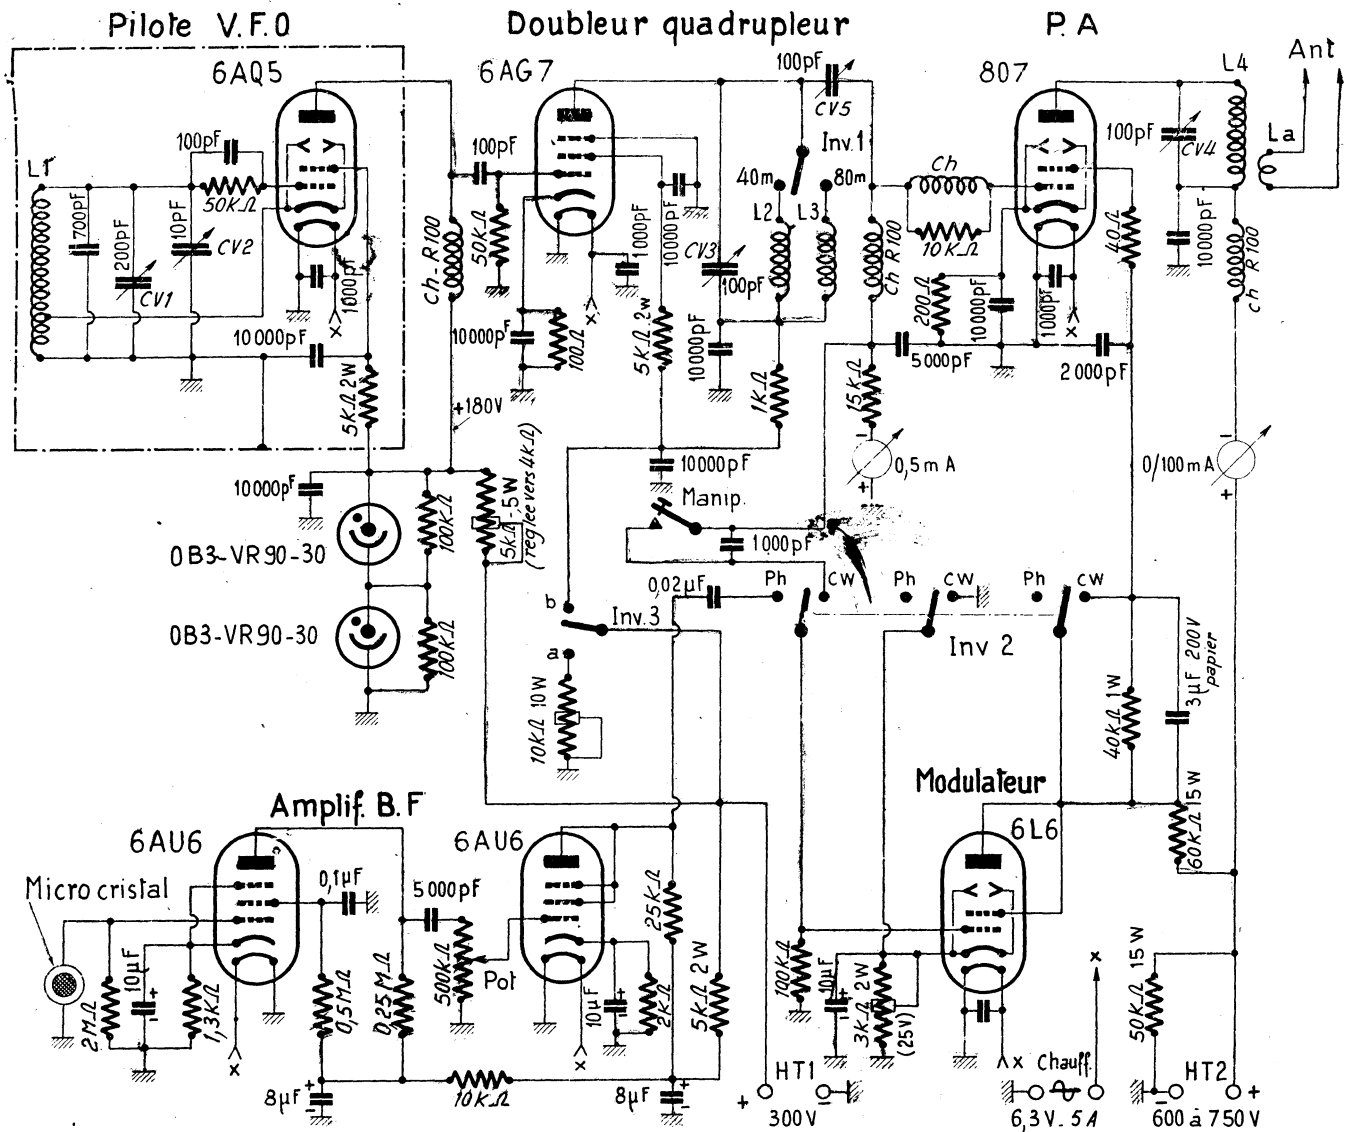 Pilote V.F.O
Doubleur quadrupleur
P.A
6AQ5
6AG7
807
L4
Ant
100pF
CV5
Inv.1
100pF
L1
100pF
50KΩ
700pF
200pF
CV1
10PF
CV2
1000pF
10000pF
5KΩ 2W
ch-R100
50KΩ
10000pF
100Ω
1000pF
10000pF
5KΩ 2W
CV3
100pF
10000pF
40m
80m
L2
L3
1KΩ
Ch R100
15KΩ
Ch
10KΩ
200Ω
10000pF
5000pF
1000pF
2000pF
40Ω
100pF
CV4
La
10000pF
ch R100
x
x
x
+180V
10000pF
OB3-VR90-30
OB3-VR90-30
100KΩ
100KΩ
5KΩ-5W
(réglée vers 4KΩ)
10000pF
Manip.
1000pF
0,5mA
- 
0/100mA
-
+
0,02µF
Ph
CW
Ph
CW
Ph
CW
b
Inv.3
a
10KΩ 10W
Inv 2
3µF 200V
papier
40KΩ 1W
60KΩ 15W
Amplif. B.F
Modulateur
6AU6
6AU6
6L6
Micro cristal
0,1µF
5000pF
500KΩ
Pot
25KΩ
2MΩ
10µF
1,3KΩ
0,5MΩ
0,25MΩ
10µF
2KΩ
5KΩ 2W
100KΩ
10µF
3KΩ 2W
(25V)
50KΩ 15W
x
x
x
x
8µF
10KΩ
8µF
HT1
+
-
300V
Chauff.
6,3V-5A
HT2
-
+
600 à 750V